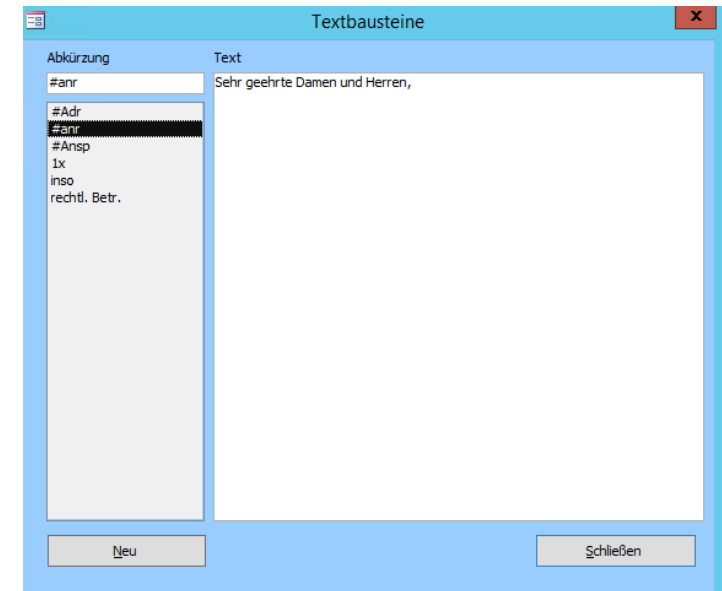 Textbausteine
x
Abkürzung
Text
#anr
Sehr geehrte Damen und Herren,
#Adr
#anr
#Ansp
1x
inso
rechtl. Betr.
Neu
Schließen